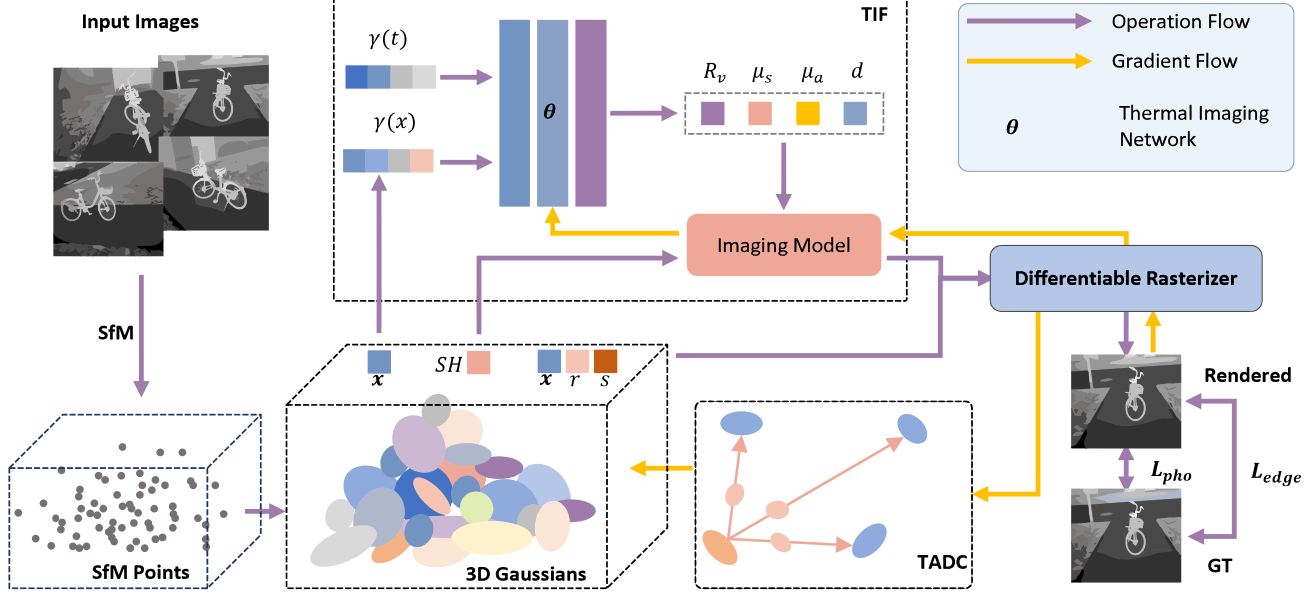 Input Images
TIF
Operation Flow
Gradient Flow
θ
Thermal Imaging
Network
γ(t)
γ(x)
θ
R_v μ_s μ_a d
Imaging Model
Differentiable Rasterizer
SfM
x SH x r s
Rendered
L_pho
L_edge
GT
SfM Points
3D Gaussians
TADC